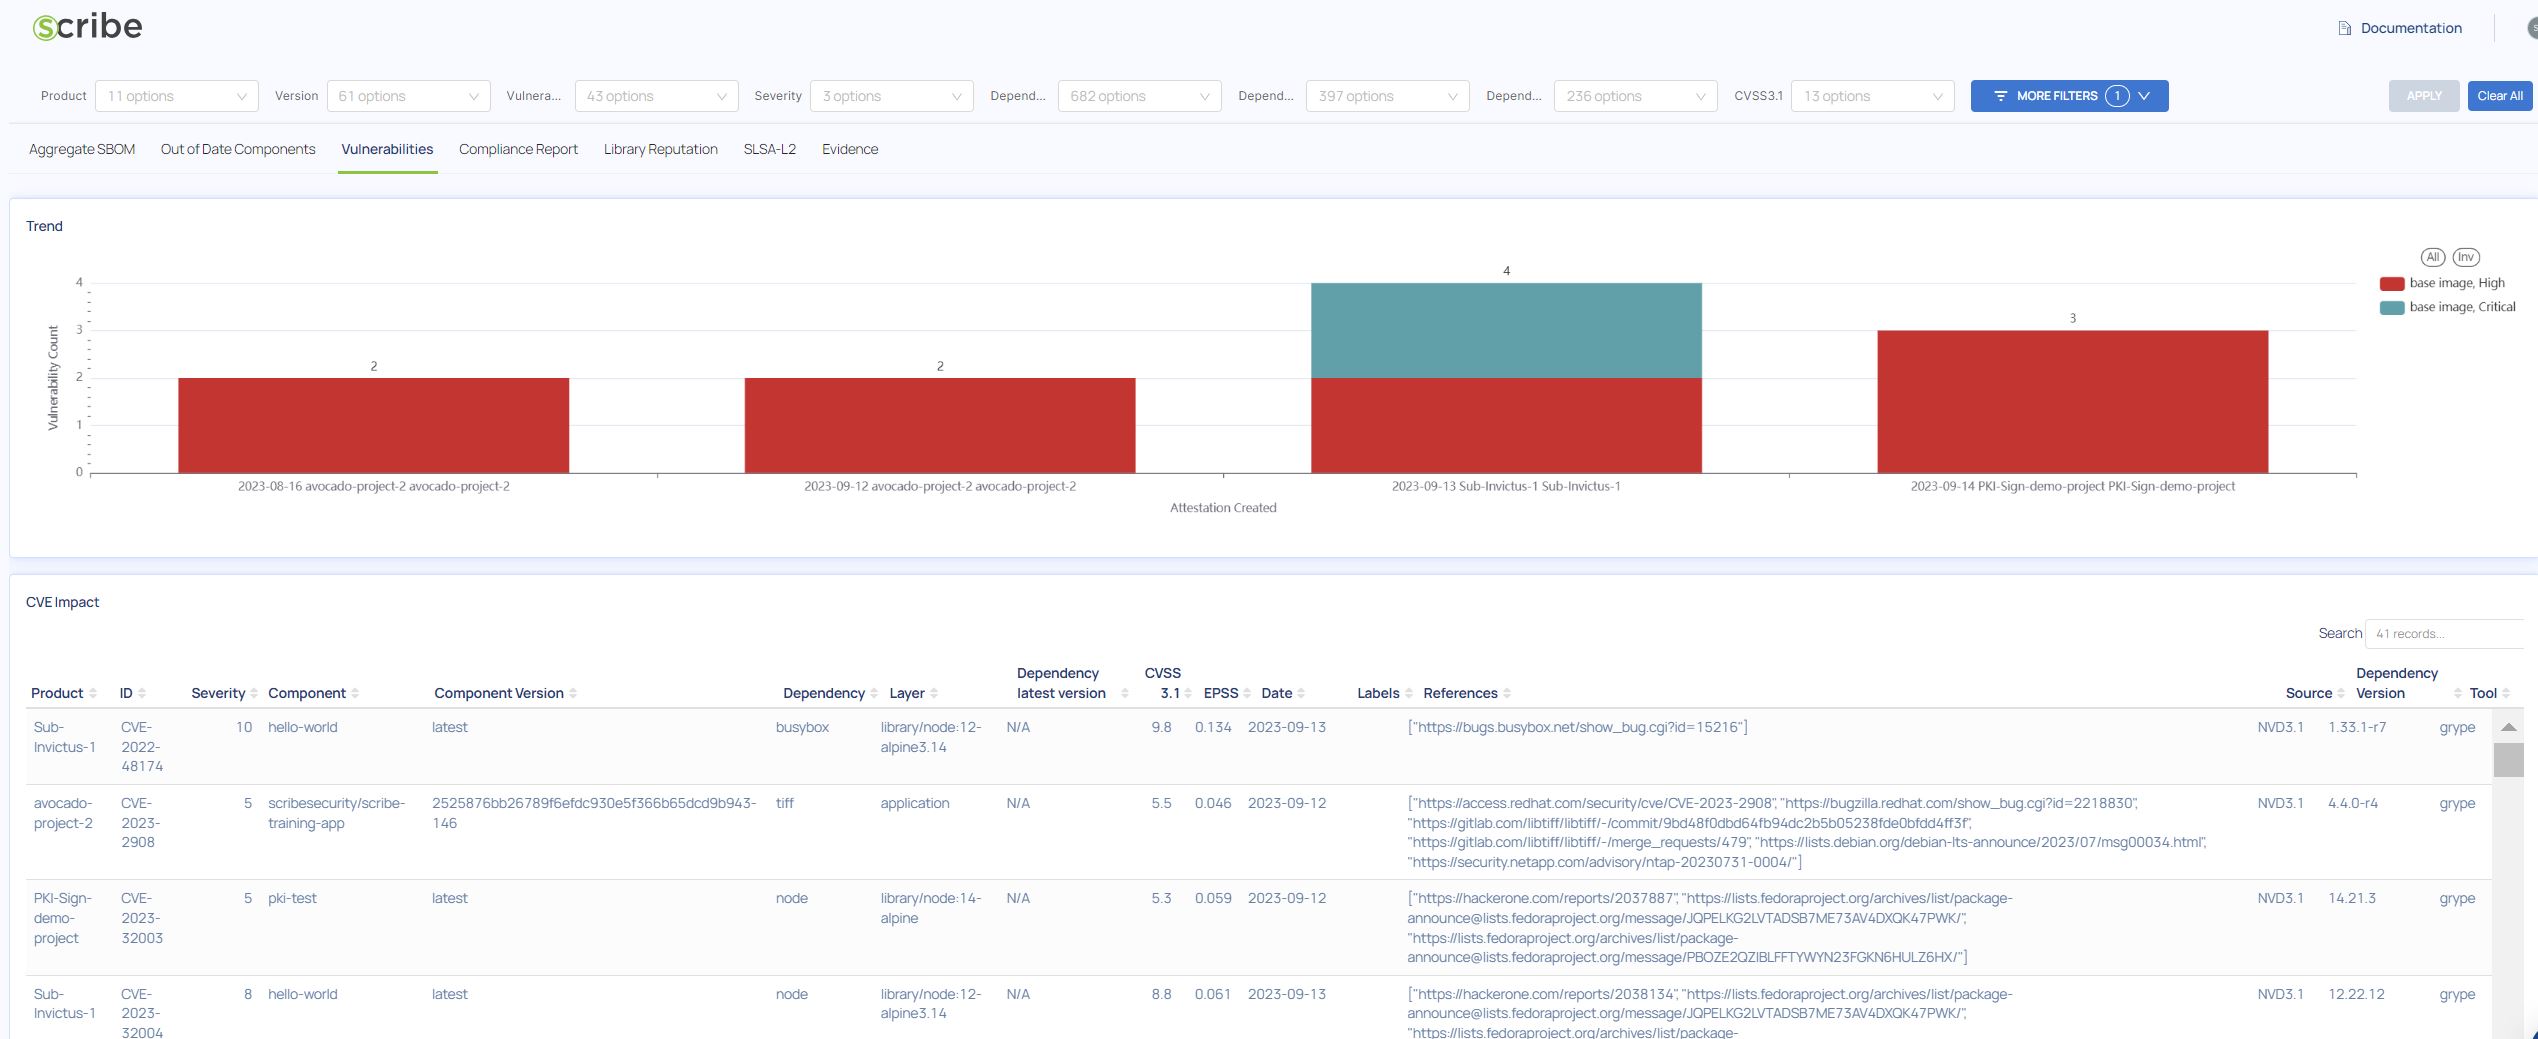 scribe
Documentation
Product 11 options Version 61 options Vulnera... 43 options Severity 3 options Depend... 682 options Depend... 397 options Depend... 236 options CVSS3.1 13 options MORE FILTERS 1 APPLY Clear All
Aggregate SBOM Out of Date Components Vulnerabilities Compliance Report Library Reputation SLSA-L2 Evidence
Trend
All Inv
base image, High
base image, Critical
Vulnerability Count
4
3
2
1
0
2
2
4
3
2023-08-16 avocado-project-2 avocado-project-2 2023-09-12 avocado-project-2 avocado-project-2 2023-09-13 Sub-Invictus-1 Sub-Invictus-1 2023-09-14 PKI-Sign-demo-project PKI-Sign-demo-project
Attestation Created
CVE Impact
Search 41 records...
Dependency CVSS Dependency
Product ID Severity Component Component Version Dependency Layer latest version 3.1 EPSS Date Labels References Source Version Tool
Sub- CVE- 10 hello-world latest busybox library/node:12- N/A 9.8 0.134 2023-09-13 ["https://bugs.busybox.net/show_bug.cgi?id=15216"] NVD3.1 1.33.1-r7 grype
Invictus-1 2022- alpine3.14
48174
avocado- CVE- 5 scribesecurity/scribe- 2525876bb26789f6efdc930e5f366b65dcd9b943- tiff application N/A 5.5 0.046 2023-09-12 ["https://access.redhat.com/security/cve/CVE-2023-2908","https://bugzilla.redhat.com/show_bug.cgi?id=2218830", NVD3.1 4.4.0-r4 grype
project-2 2023- training-app 146 "https://gitlab.com/libtiff/libtiff/-/commit/9bd48f0dbd64fb94dc2b5b05238fde0bfdd4ff3f",
2908 "https://gitlab.com/libtiff/libtiff/-/merge_requests/479","https://lists.debian.org/debian-lts-announce/2023/07/msg00034.html",
"https://security.netapp.com/advisory/ntap-20230731-0004/"]
PKI-Sign- CVE- 5 pki-test latest node library/node:14- N/A 5.3 0.059 2023-09-12 ["https://hackerone.com/reports/2037887","https://lists.fedoraproject.org/archives/list/package- NVD3.1 14.21.3 grype
demo- 2023- alpine announce@lists.fedoraproject.org/message/JQPELKG2LVTADSB7ME73AV4DXQK47PWK/",
project 32003 "https://lists.fedoraproject.org/archives/list/package-
announce@lists.fedoraproject.org/message/PBOZE2QZIBLFFTYWYN23FGKN6HULZ6HX/"]
Sub- CVE- 8 hello-world latest node library/node:12- N/A 8.8 0.061 2023-09-13 ["https://hackerone.com/reports/2038134","https://lists.fedoraproject.org/archives/list/package- NVD3.1 12.22.12 grype
Invictus-1 2023- alpine3.14 announce@lists.fedoraproject.org/message/JQPELKG2LVTADSB7ME73AV4DXQK47PWK/",
32004 "https://lists.fedoraproject.org/archives/list/package-